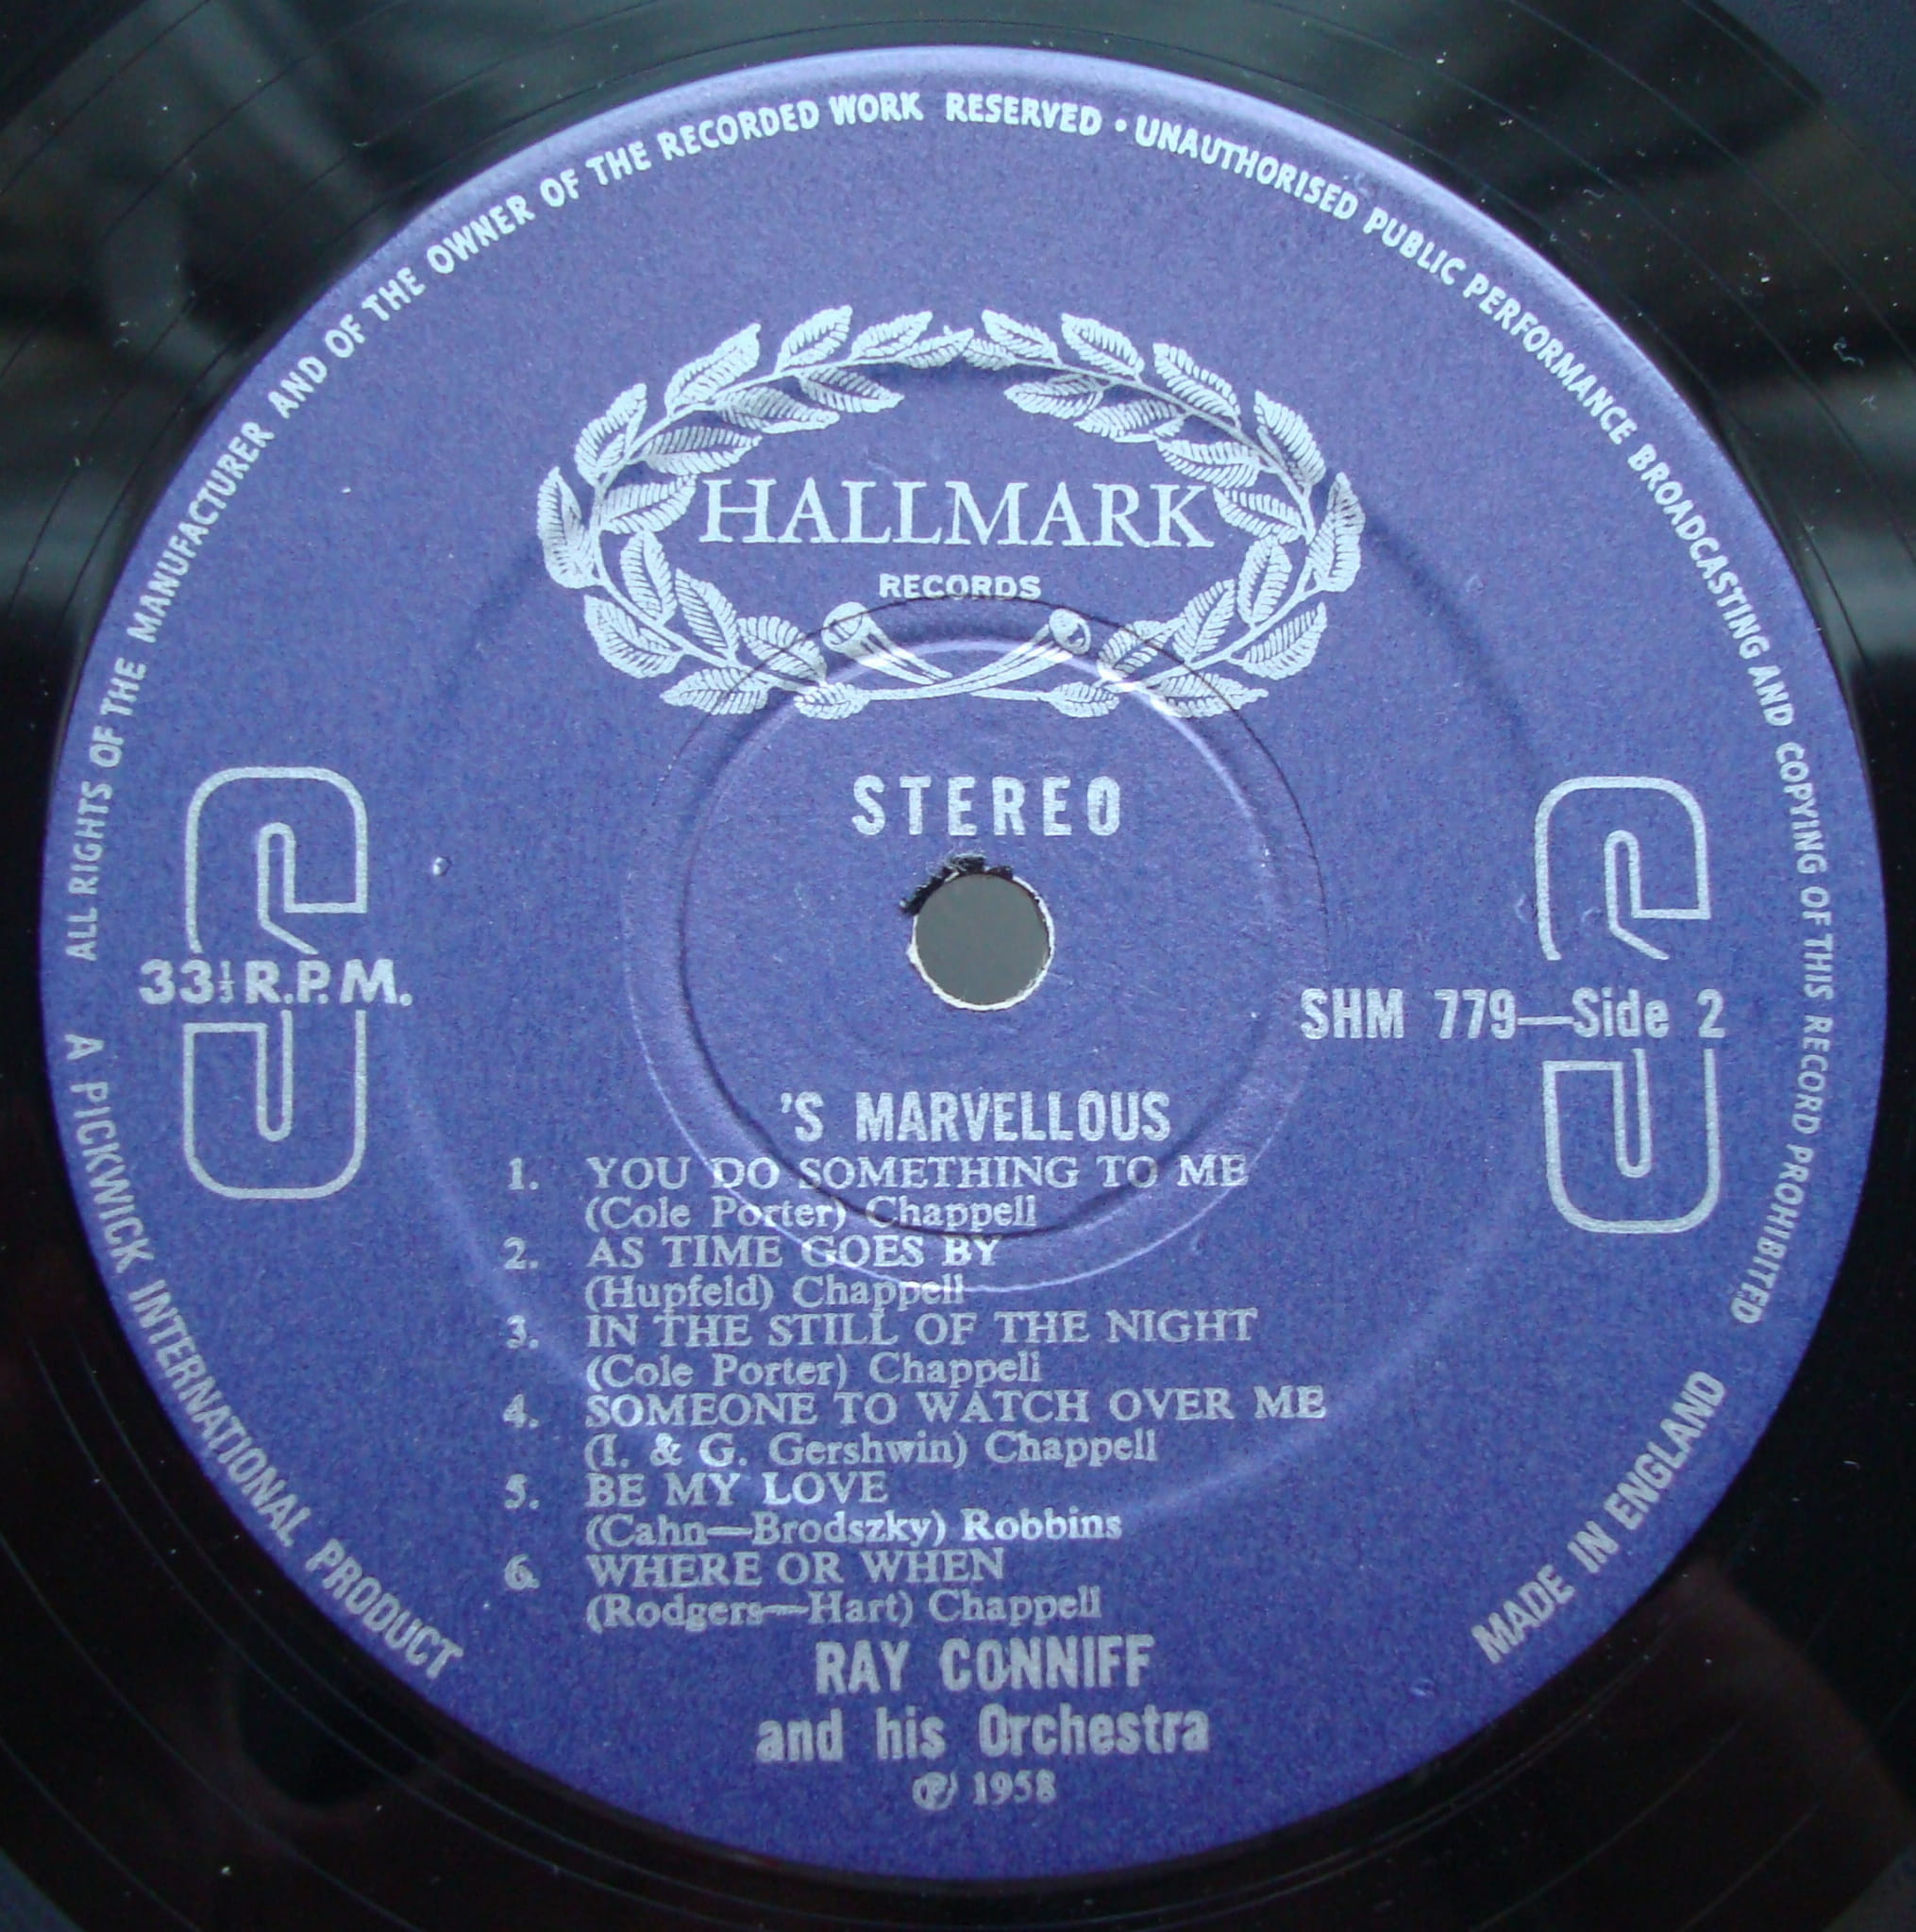 ALL RIGHTS OF THE MANUFACTURER AND OF THE OWNER OF THE RECORDED WORK RESERVED • UNAUTHORISED PUBLIC PERFORMANCE BROADCASTING AND COPYING OF THIS RECORD PROHIBITED
HALLMARK
RECORDS
STEREO
S S
33⅓ R.P.M.
SHM 779—Side 2
'S MARVELLOUS
1. YOU DO SOMETHING TO ME
(Cole Porter) Chappell
2. AS TIME GOES BY
(Hupfeld) Chappell
3. IN THE STILL OF THE NIGHT
(Cole Porter) Chappell
4. SOMEONE TO WATCH OVER ME
(I. & G. Gershwin) Chappell
5. BE MY LOVE
(Cahn—Brodszky) Robbins
6. WHERE OR WHEN
(Rodgers—Hart) Chappell
RAY CONNIFF
and his Orchestra
℗ 1958
A PICKWICK INTERNATIONAL PRODUCT
MADE IN ENGLAND